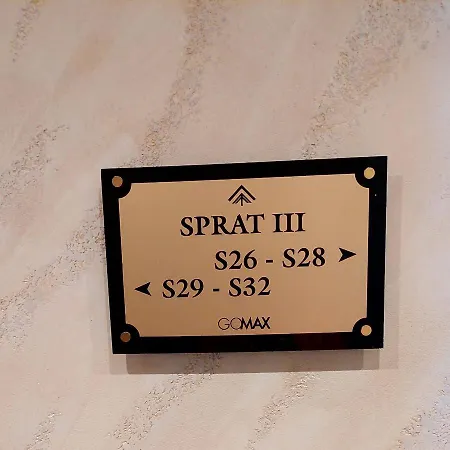 SPRAT III
S26 - S28
S29 - S32
GOMAX